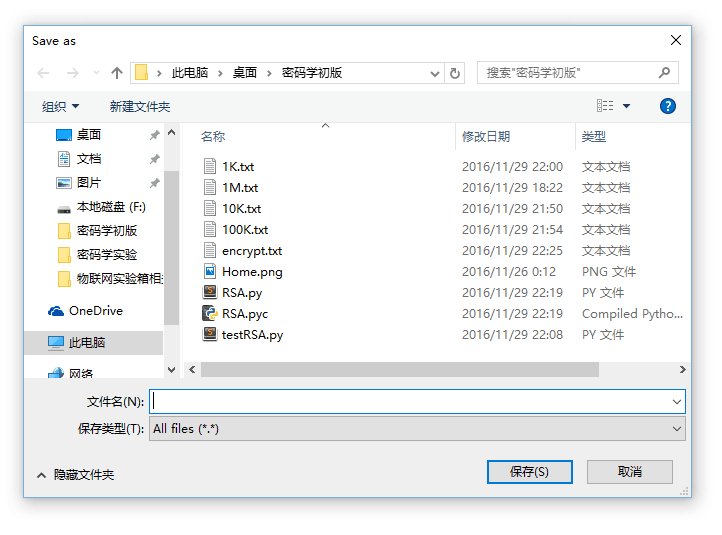 Save as
此电脑 桌面 密码学初版
搜索"密码学初版"
组织 新建文件夹
桌面
文档
图片
本地磁盘 (F:)
密码学初版
密码学实验
物联网实验箱相
OneDrive
此电脑
网络
名称 修改日期 类型
1K.txt 2016/11/29 22:00 文本文档
1M.txt 2016/11/29 18:22 文本文档
10K.txt 2016/11/29 21:50 文本文档
100K.txt 2016/11/29 21:54 文本文档
encrypt.txt 2016/11/29 22:25 文本文档
Home.png 2016/11/26 0:12 PNG 文件
RSA.py 2016/11/29 22:19 PY 文件
RSA.pyc 2016/11/29 22:19 Compiled Pytho...
testRSA.py 2016/11/29 22:08 PY 文件
文件名(N):
保存类型(T): All files (*.*)
隐藏文件夹 保存(S) 取消